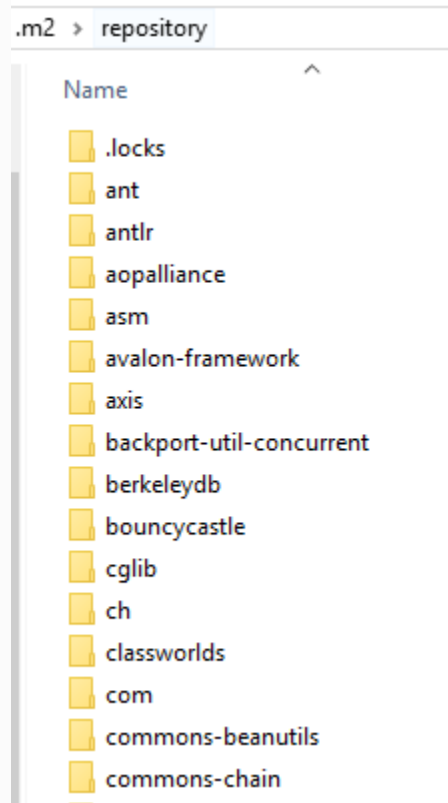 .m2 > repository
Name
.locks
ant
antlr
aopalliance
asm
avalon-framework
axis
backport-util-concurrent
berkeleydb
bouncycastle
cglib
ch
classworlds
com
commons-beanutils
commons-chain